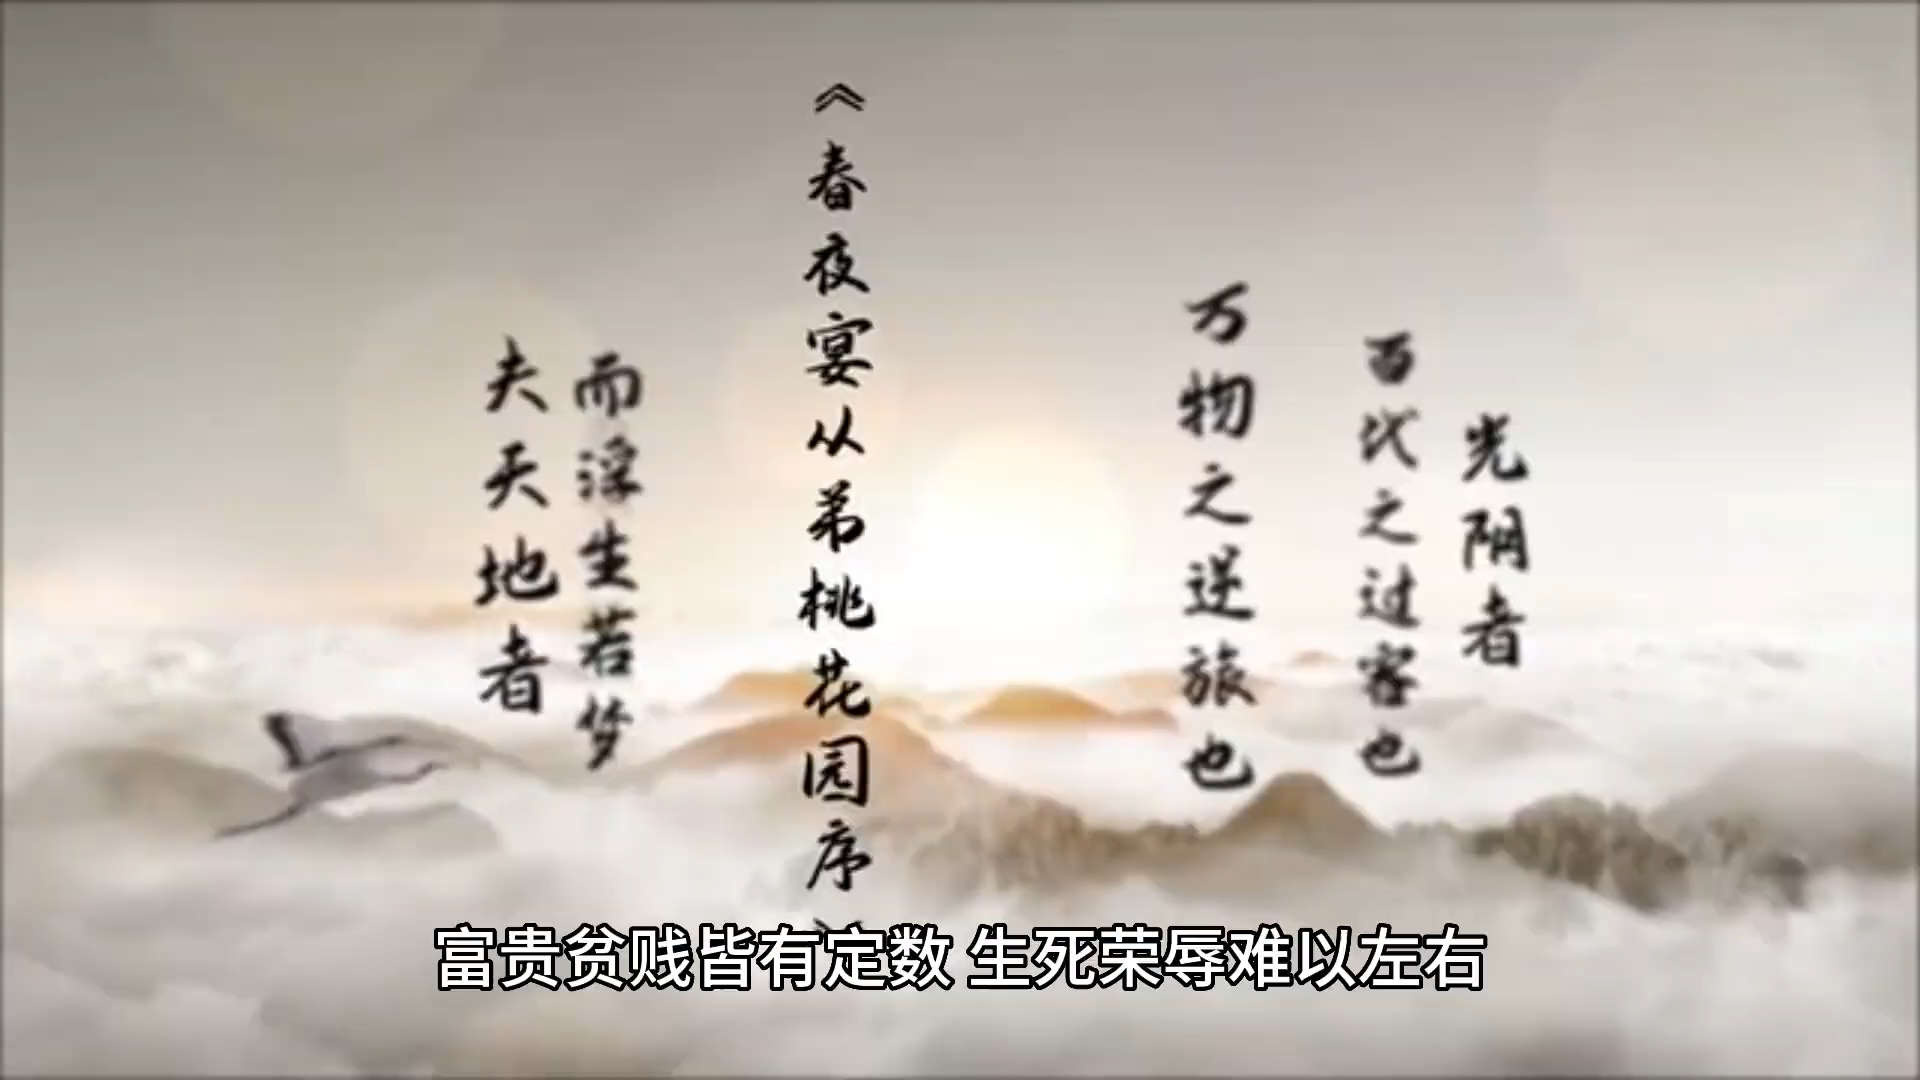 夫天地者
而浮生若梦
《春夜宴从弟桃花园序》
万物之逆旅也
百代之过客也
光阴者
富贵贫贱皆有定数 生死荣辱难以左右